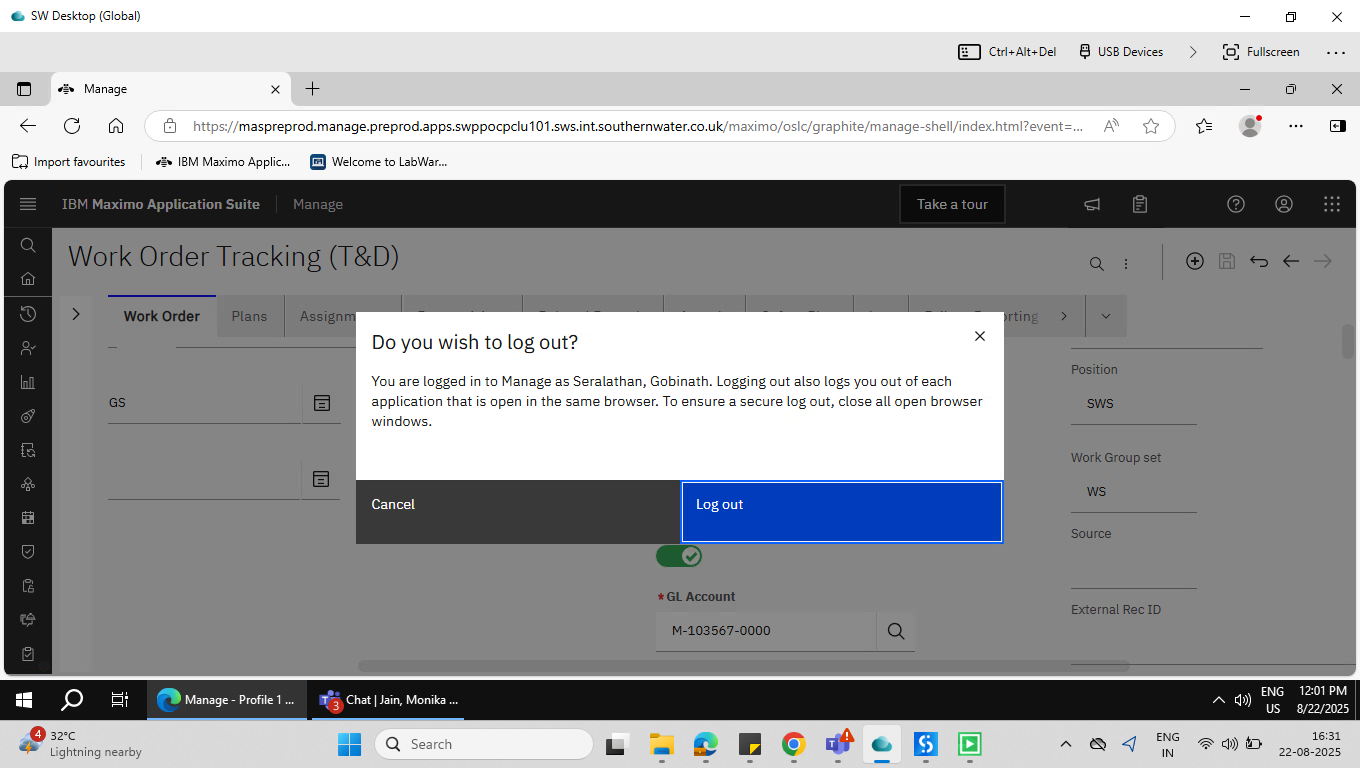 SW Desktop (Global)
Ctrl+Alt+Del USB Devices Fullscreen
Manage
https://maspreprod.manage.preprod.apps.swppocpclu101.sws.int.southernwater.co.uk/maximo/oslc/graphite/manage-shell/index.html?event=...
Import favourites IBM Maximo Applic... Welcome to LabWar...
IBM Maximo Application Suite Manage Take a tour
Work Order Tracking (T&D)
Work Order Plans Assignm orting
Do you wish to log out?
You are logged in to Manage as Seralathan, Gobinath. Logging out also logs you out of each
application that is open in the same browser. To ensure a secure log out, close all open browser
windows.
Cancel Log out
GS
Position
SWS
Work Group set
WS
Source
External Rec ID
*GL Account
M-103567-0000
Manage - Profile 1 ... 3 Chat | Jain, Monika ...
ENG
US
12:01 PM
8/22/2025
4
32°C
Lightning nearby
Search
ENG
IN
16:31
22-08-2025